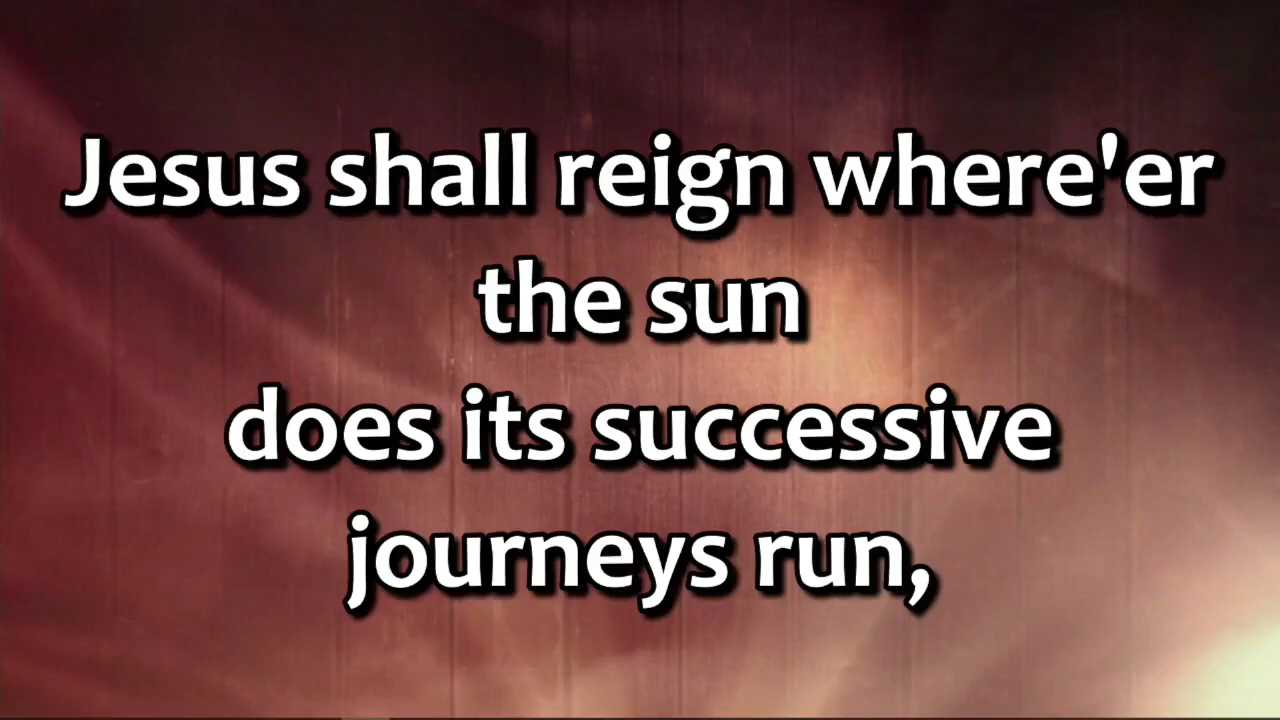 Jesus shall reign where'er
the sun
does its successive
journeys run,